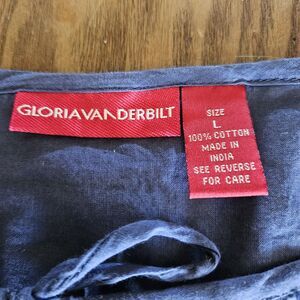 GLORIA VANDERBILT
SIZE
L
100% COTTON
MADE IN
INDIA
SEE REVERSE
FOR CARE